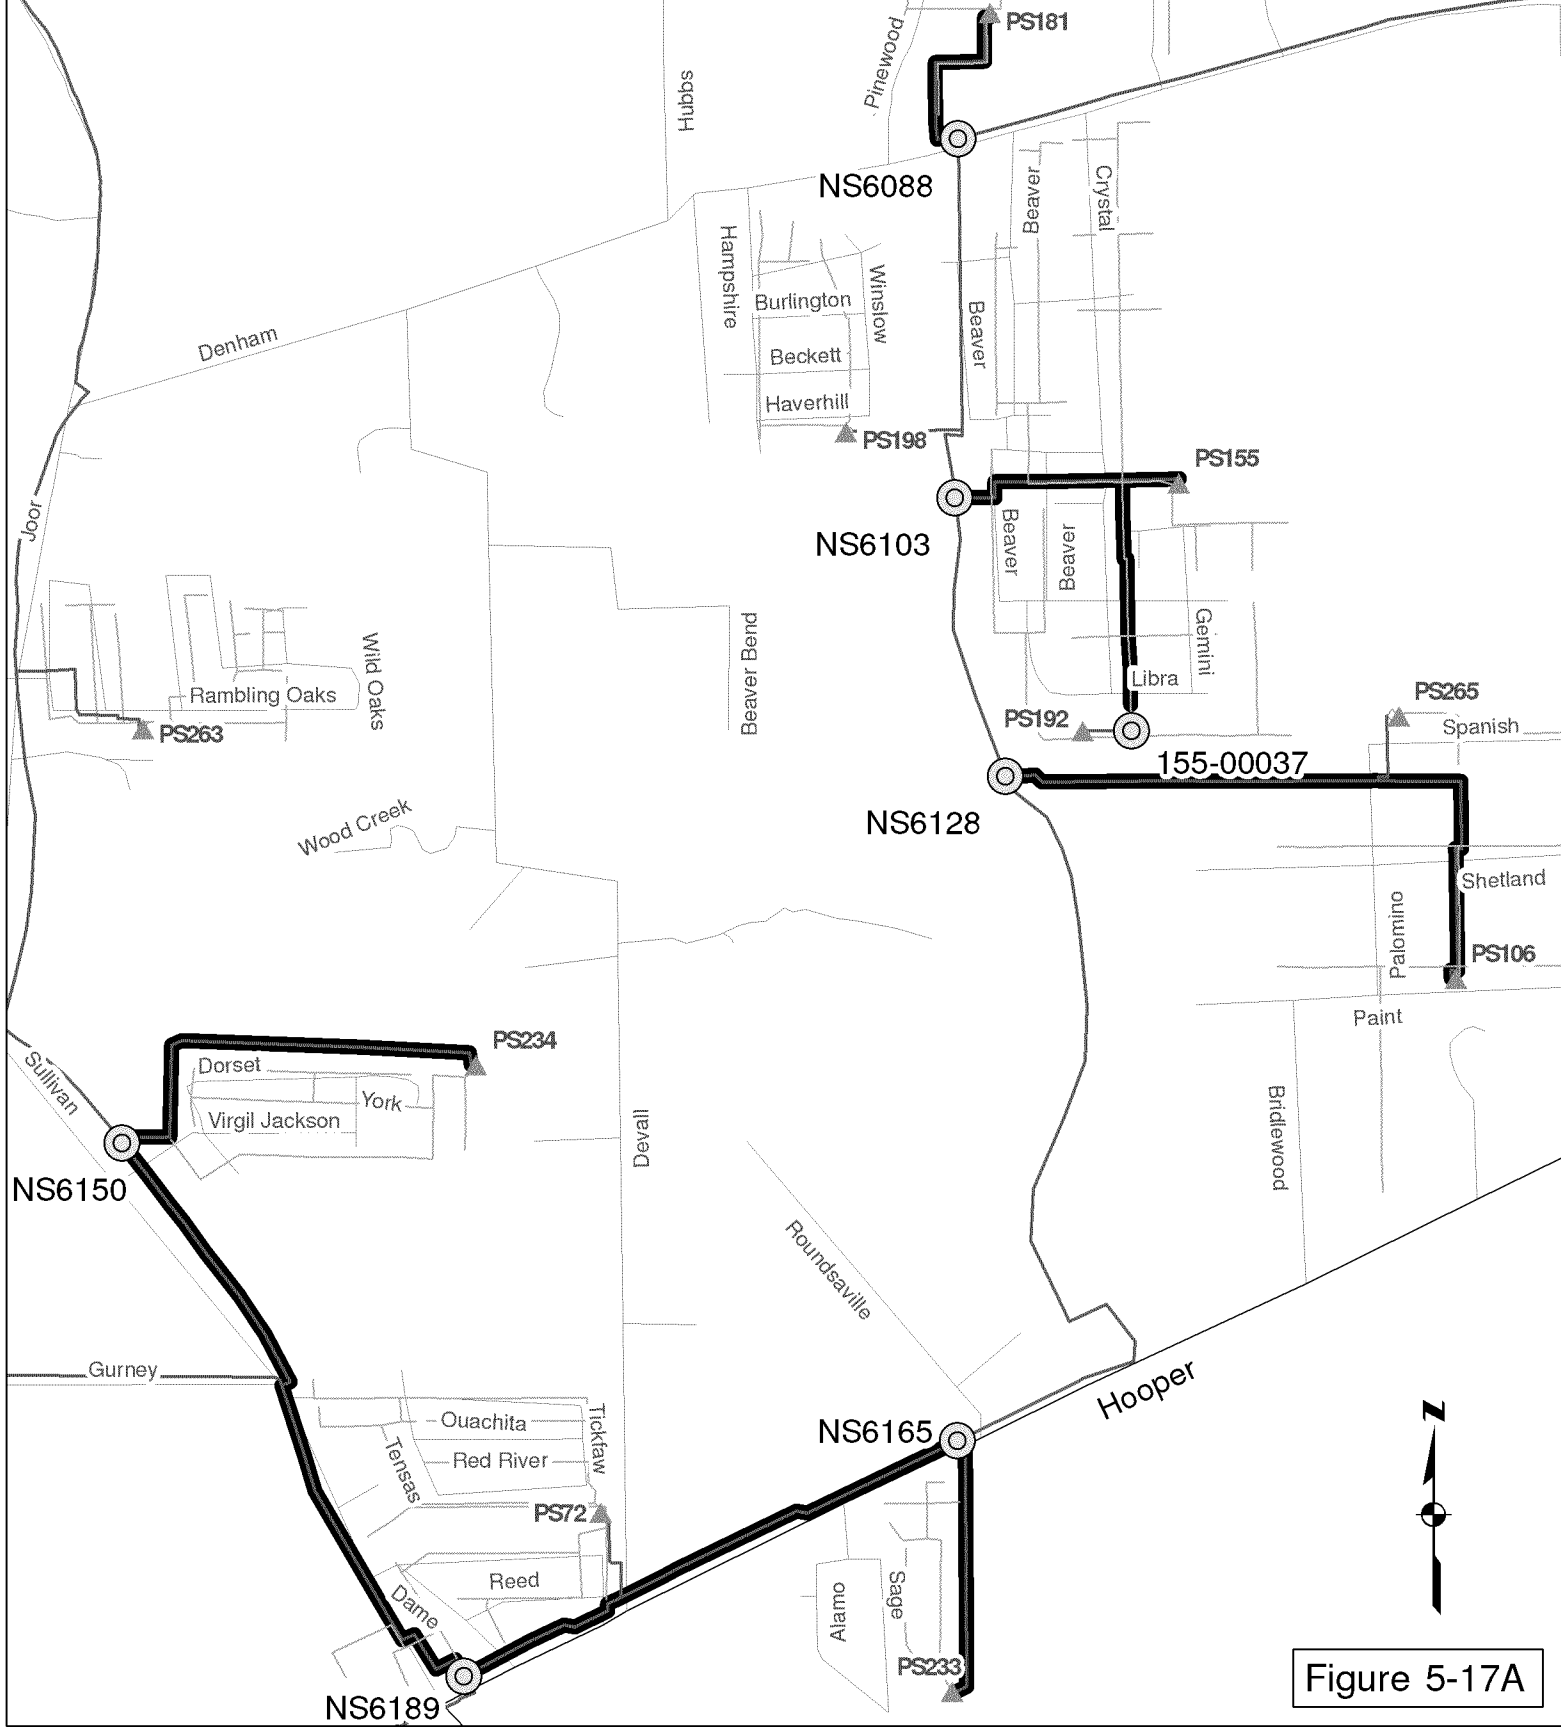 PS181
Pinewood
Hubbs
NS6088
Beaver
Crystal
Hampshire
Winslow
Burlington
Beaver
Denham
Beckett
Haverhill
PS198
PS155
Joor
NS6103
Beaver
Beaver
Gemini
Wild Oaks
Beaver Bend
Rambling Oaks
Libra
PS263
PS192
PS265
Spanish
155-00037
Wood Creek
NS6128
Shetland
Palomino
PS106
Paint
PS234
Sullivan
Dorset
York
Virgil Jackson
Devall
Bridlewood
NS6150
Roundsaville
Gurney
Hooper
Ouachita
Tickfaw
NS6165
Tensas
Red River
N
PS72
Reed
Dame
Alamo
Sage
PS233
Figure 5-17A
NS6189